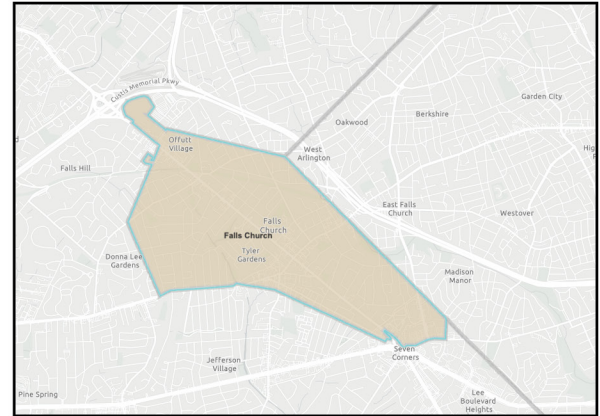 Custis Memorial Pkwy
Garden City
Berkshire
Oakwood
Offutt
Village
West
Arlington
Falls Hill
East Falls
Church
Westover
Falls
Church
Falls Church
Tyler
Gardens
Donna Lee
Gardens
Madison
Manor
Seven
Corners
Jefferson
Village
Pine Spring
Lee
Boulevard
Heights